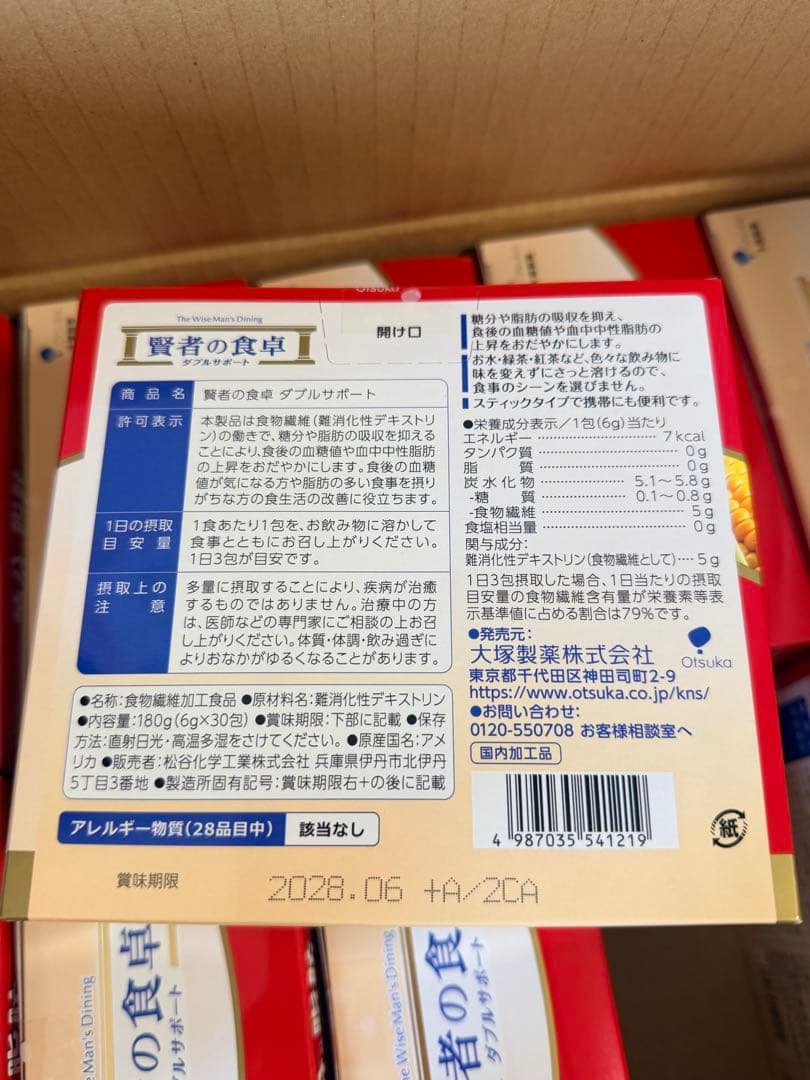 Otsuka
The Wise Man's Dining
賢者の食卓
ダブルサポート
開け口
商品名
賢者の食卓 ダブルサポート
許可表示
本製品は食物繊維(難消化性デキストリ
ン)の働きで、糖分や脂肪の吸収を抑える
ことにより、食後の血糖値や血中中性脂肪
の上昇をおだやかにします。食後の血糖
値が気になる方や脂肪の多い食事を摂り
がちな方の食生活の改善に役立ちます。
1日の摂取
目安量
1食あたり1包を、お飲み物に溶かして
食事とともにお召し上がりください。
1日3包が目安です。
摂取上の
注意
多量に摂取することにより、疾病が治癒
するものではありません。治療中の方
は、医師などの専門家にご相談の上お召
し上がりください。体質・体調・飲み過ぎに
よりおなかがゆるくなることがあります。
●名称:食物繊維加工食品 ●原材料名:難消化性デキストリン
●内容量:180g(6g×30包) ●賞味期限:下部に記載 ●保存
方法:直射日光・高温多湿をさけてください。 ●原産国名:アメ
リカ ●販売者:松谷化学工業株式会社 兵庫県伊丹市北伊丹
5丁目3番地 ●製造所固有記号:賞味期限右+の後に記載
アレルギー物質(28品目中) 該当なし
賞味期限
2028.06 +A/2CA
糖分や脂肪の吸収を抑え、
食後の血糖値や血中中性脂肪の
上昇をおだやかにします。
お水・緑茶・紅茶など、色々な飲み物に
味を変えずにさっと溶けるので、
食事のシーンを選びません。
スティックタイプで携帯にも便利です。
●栄養成分表示/1包(6g)当たり
エネルギー 7kcal
タンパク質 0g
脂質 0g
炭水化物 5.1〜5.8g
-糖質 0.1〜0.8g
-食物繊維 5g
食塩相当量 0g
関与成分:
難消化性デキストリン(食物繊維として)‥‥5g
1日3包摂取した場合、1日当たりの摂取
目安量の食物繊維含有量が栄養素等表
示基準値に占める割合は79%です。
●発売元:
大塚製薬株式会社
Otsuka
東京都千代田区神田司町2-9
https://www.otsuka.co.jp/kns/
●お問い合わせ:
0120-550708 お客様相談室へ
国内加工品
4 987035 541219
紙
e Man's Dining
の食卓
ルサポート
e Wise Man's Dining
者の食
ダブルサポート